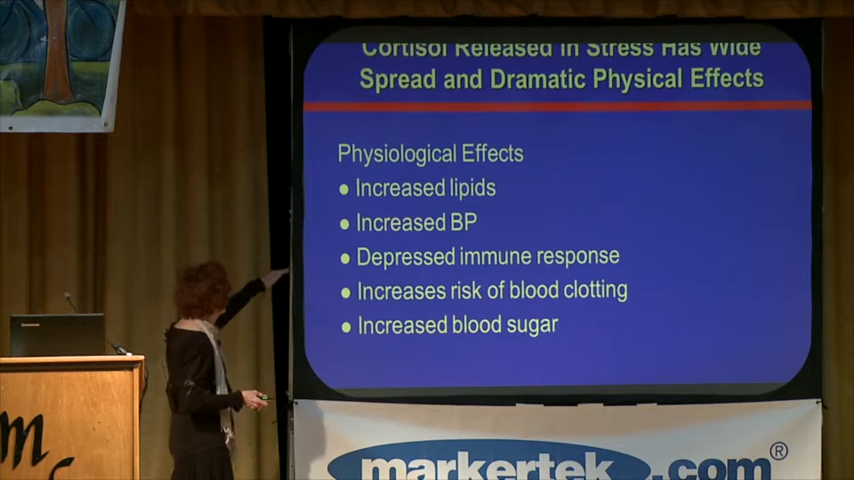 Cortisol Released in Stress Has Wide
Spread and Dramatic Physical Effects
Physiological Effects
• Increased lipids
• Increased BP
• Depressed immune response
• Increases risk of blood clotting
• Increased blood sugar
markertek.com®
m
c